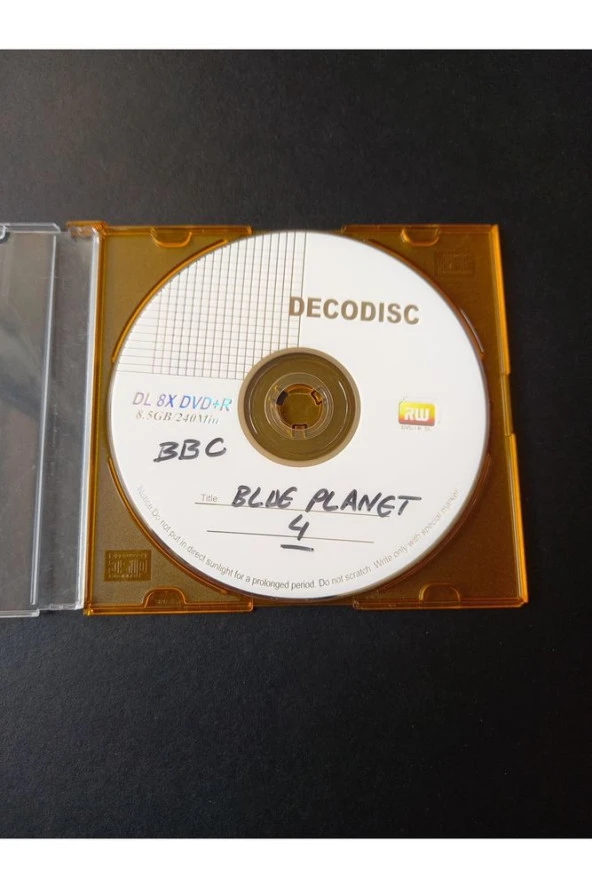 DECODISC
DL 8X DVD+R
8.5GB/240Min
RW
BBC
Title: BLUE PLANET
4
Do not put in direct sunlight for a prolonged period. Do not scratch. Write only with special marker